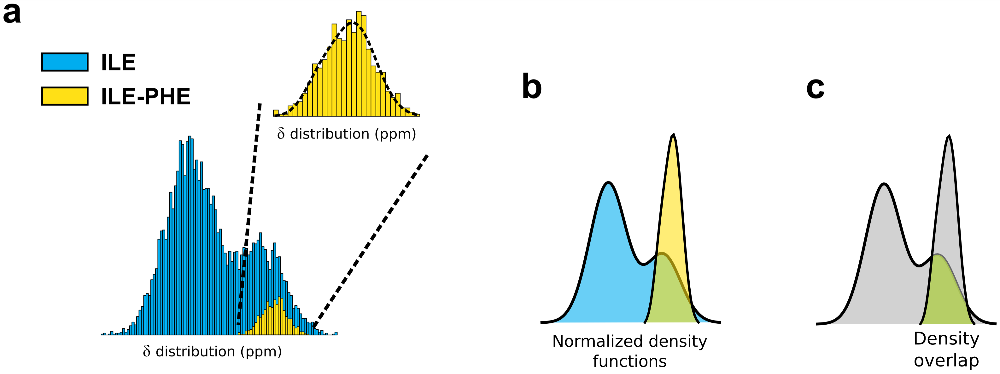 a
ILE
ILE-PHE
δ distribution (ppm)
δ distribution (ppm)
b
Normalized density
functions
c
Density
overlap